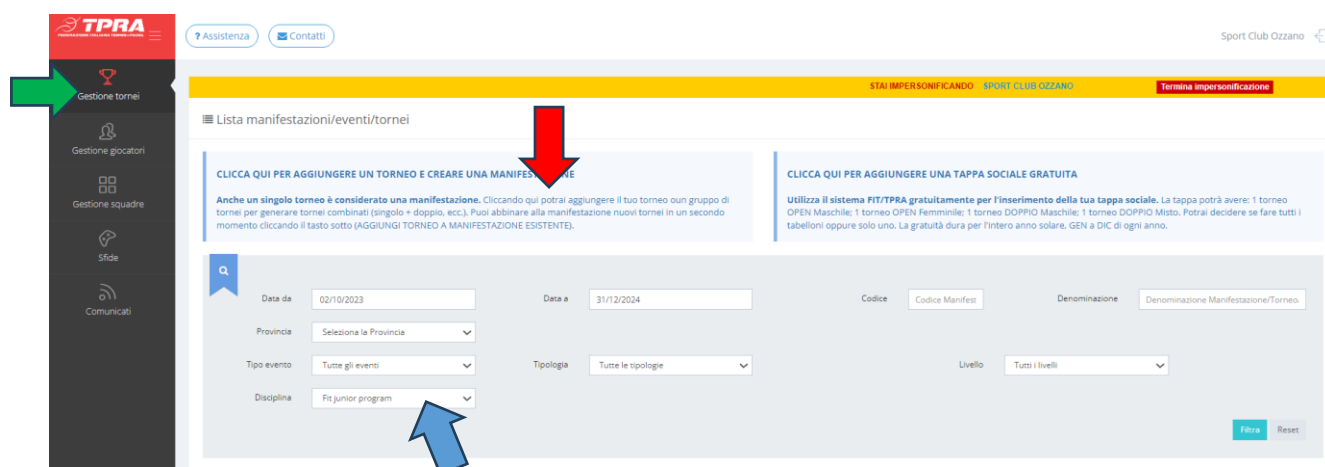 TPRA
? Assistenza
Contatti
Sport Club Ozzano
Gestione tornei
Gestione giocatori
Gestione squadre
Sfide
Comunicati
STAI IMPERSONIFICANDO SPORT CLUB OZZANO
Termina impersonificazione
Lista manifestazioni/eventi/tornei
CLICCA QUI PER AGGIUNGERE UN TORNEO E CREARE UNA
Anche un singolo torneo è considerato una manifestazione. Cliccando qui potrai aggiungere il tuo torneo oun gruppo di
tornei per generare tornei combinati (singolo + doppio, ecc.). Puoi abbinare alla manifestazione nuovi tornei in un secondo
momento cliccando il tasto sotto (AGGIUNGI TORNEO A MANIFESTAZIONE ESISTENTE).
CLICCA QUI PER AGGIUNGERE UNA TAPPA SOCIALE GRATUITA
Utilizza il sistema FIT/TPRA gratuitamente per l'inserimento della tua tappa sociale. La tappa potrà avere: 1 torneo
OPEN Maschile; 1 torneo OPEN Femminile; 1 torneo DOPPIO Maschile; 1 torneo DOPPIO Misto. Potrai decidere se fare tutti i
tabelloni oppure solo uno. La gratuità dura per l'intero anno solare, GEN a DIC di ogni anno.
Data da 02/10/2023 Data a 31/12/2024 Codice Codice Manifest Denominazione Denominazione Manifestazione/Torneo.
Provincia Seleziona la Provincia
Tipo evento Tutte gli eventi Tipologia Tutte le tipologie Livello Tutti i livelli
Disciplina Fit junior program
Filtra Reset